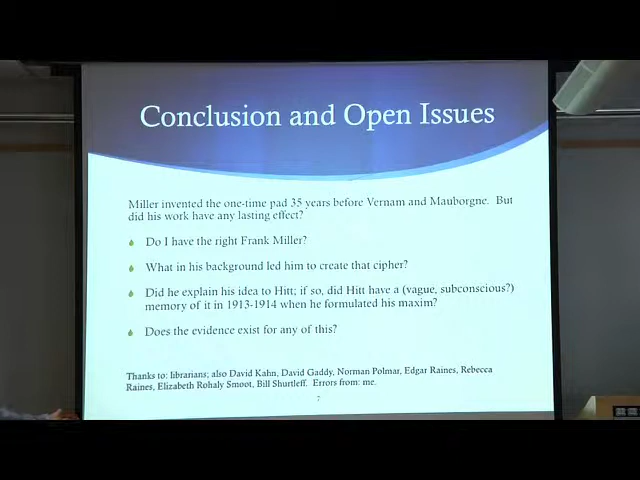 Conclusion and Open Issues
Miller invented the one-time pad 35 years before Vernam and Mauborgne. But
did his work have any lasting effect?
Do I have the right Frank Miller?
What in his background led him to create that cipher?
Did he explain his idea to Hitt; if so, did Hitt have a (vague, subconscious?)
memory of it in 1913-1914 when he formulated his maxim?
Does the evidence exist for any of this?
Thanks to: librarians; also David Kahn, David Gaddy, Norman Polmar, Edgar Raines, Rebecca
Raines, Elizabeth Rohaly Smoot, Bill Shurtleff. Errors from: me.
7